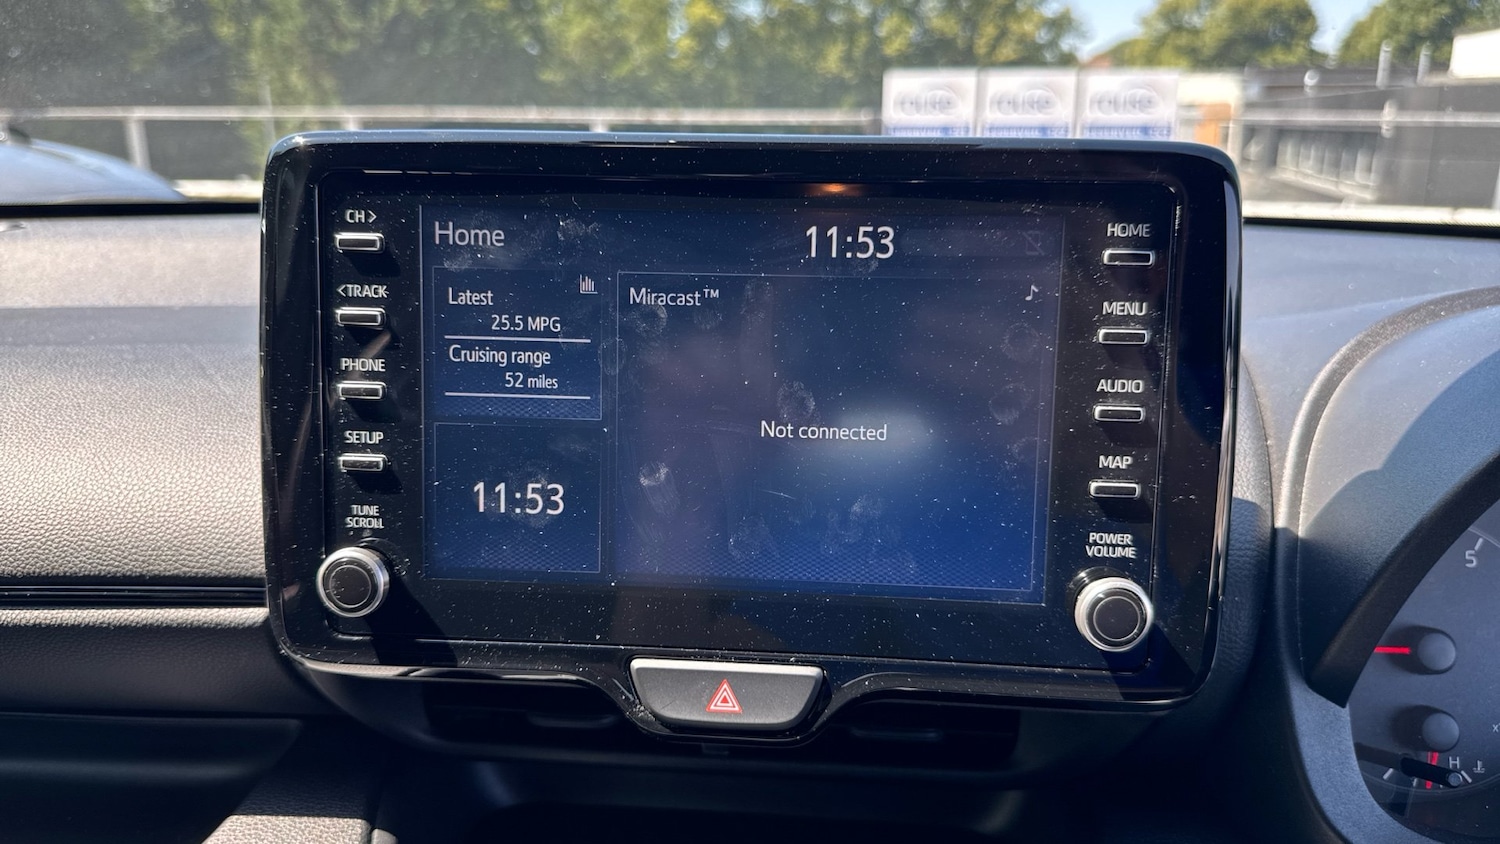 CH >
Home
11:53
HOME
<TRACK
Latest
25.5 MPG
Cruising range
52 miles
Miracast™
MENU
PHONE
AUDIO
SETUP
Not connected
MAP
TUNE
SCROLL
11:53
POWER
VOLUME
5
H